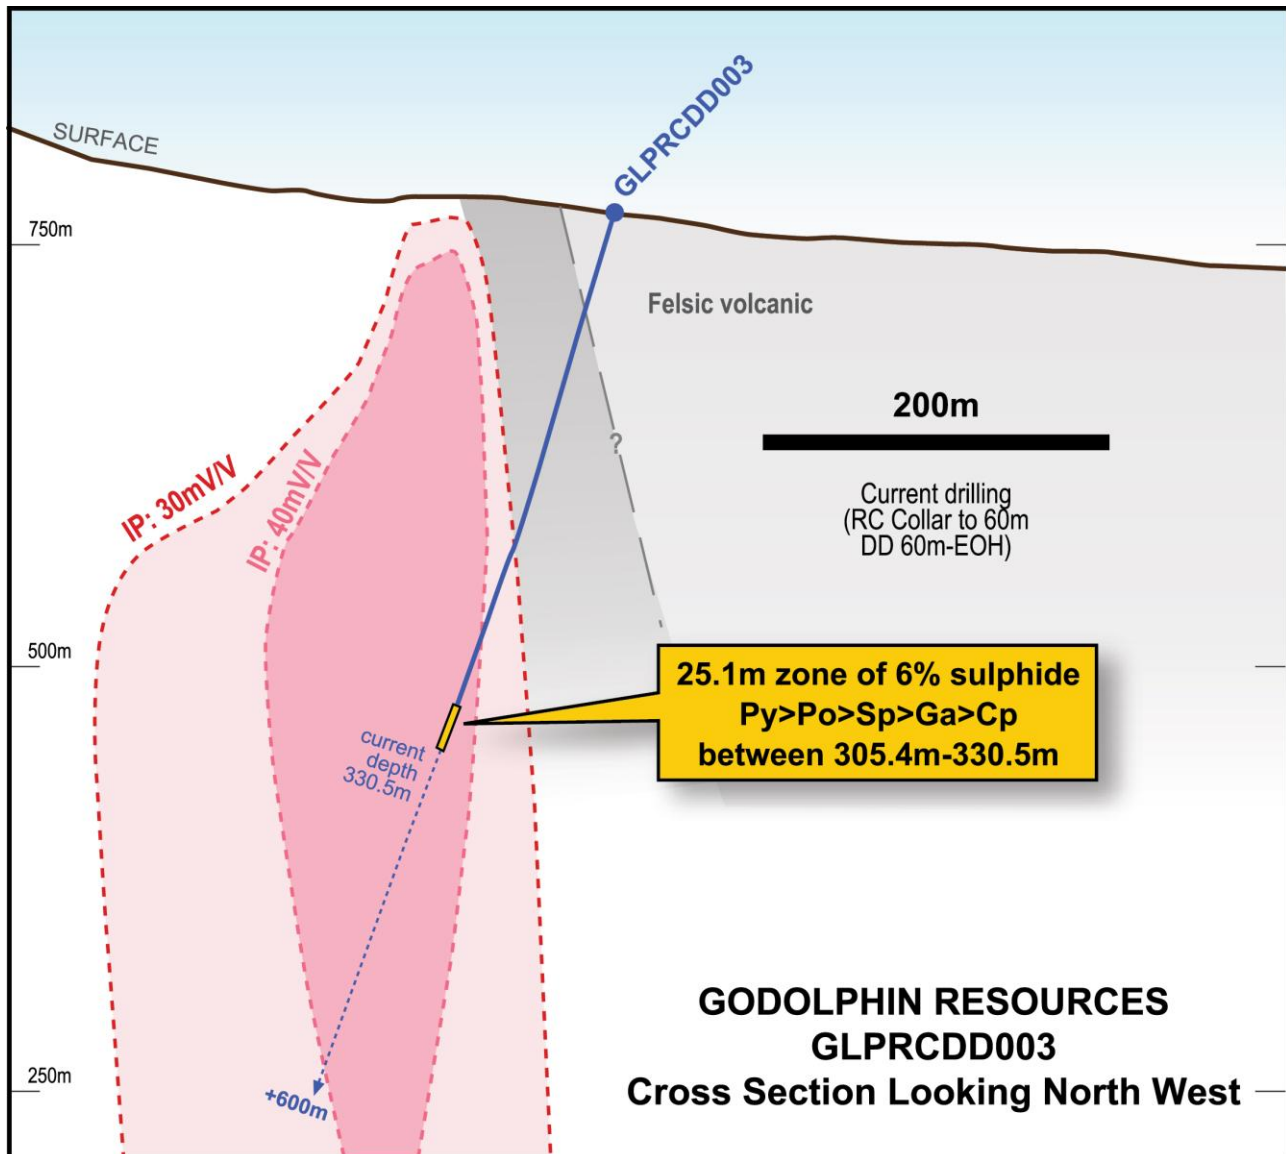 SURFACE
GLPRCDD003
750m
Felsic volcanic
200m
?
IP: 30mV/V
IP: 40mV/V
Current drilling
(RC Collar to 60m
DD 60m-EOH)
500m
25.1m zone of 6% sulphide
Py>Po>Sp>Ga>Cp
between 305.4m-330.5m
current
depth
330.5m
250m
+600m
GODOLPHIN RESOURCES
GLPRCDD003
Cross Section Looking North West